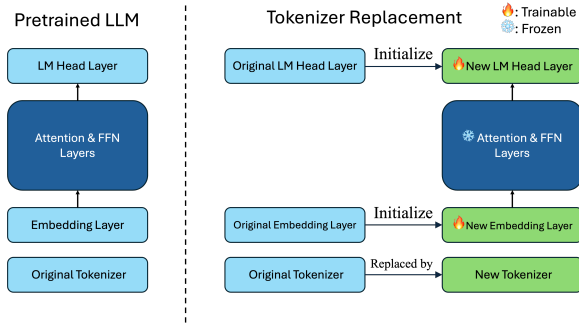 Pretrained LLM
Tokenizer Replacement
: Trainable
: Frozen
LM Head Layer
Original LM Head Layer
Initialize
New LM Head Layer
Attention & FFN
Layers
Attention & FFN
Layers
Embedding Layer
Original Embedding Layer
Initialize
New Embedding Layer
Original Tokenizer
Original Tokenizer
Replaced by
New Tokenizer